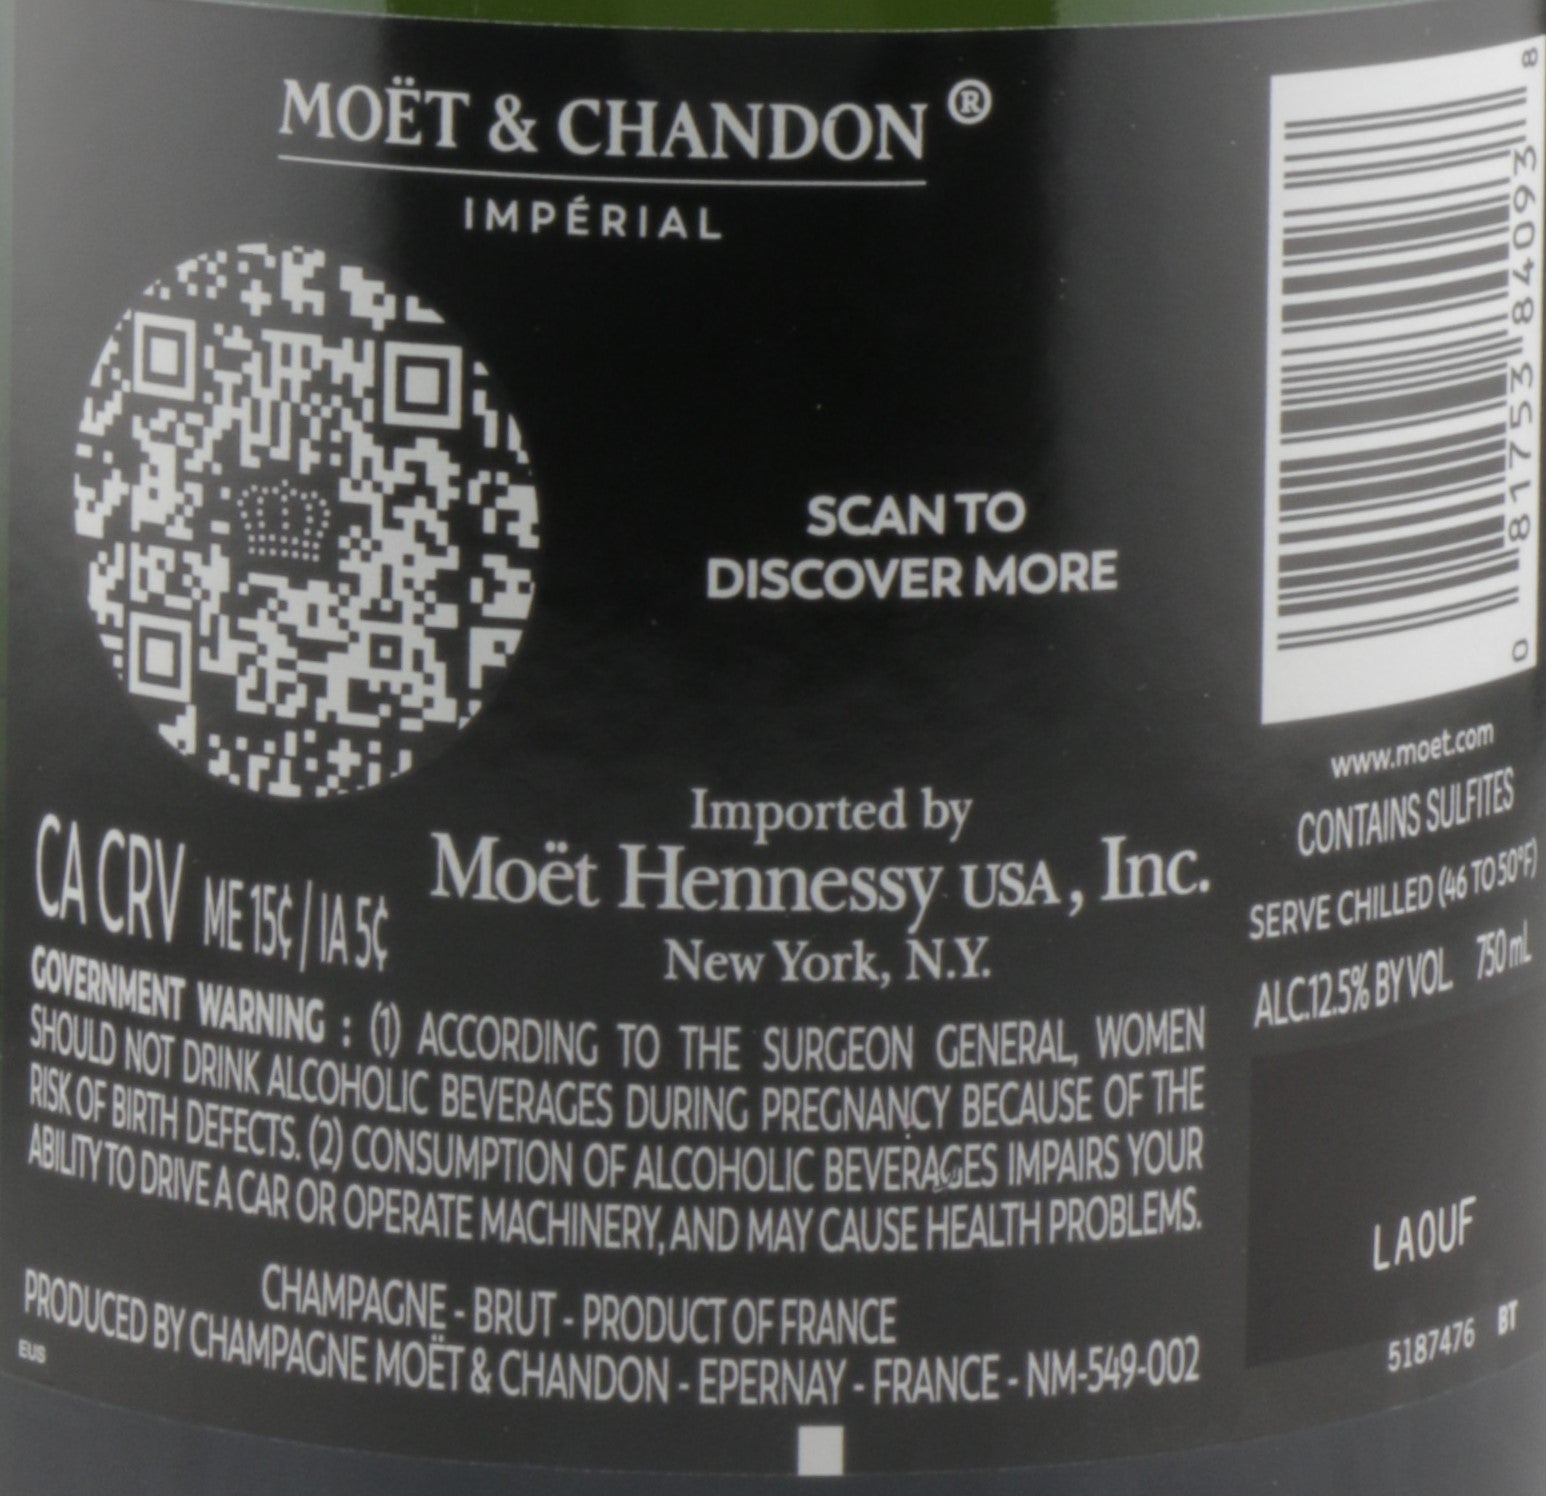 MOËT & CHANDON ®
IMPÉRIAL
SCAN TO
DISCOVER MORE
Imported by
Moët Hennessy USA, Inc.
New York, N.Y.
CA CRV ME 15¢ / IA 5¢
GOVERNMENT WARNING : (1) ACCORDING TO THE SURGEON GENERAL, WOMEN
SHOULD NOT DRINK ALCOHOLIC BEVERAGES DURING PREGNANCY BECAUSE OF THE
RISK OF BIRTH DEFECTS. (2) CONSUMPTION OF ALCOHOLIC BEVERAGES IMPAIRS YOUR
ABILITY TO DRIVE A CAR OR OPERATE MACHINERY, AND MAY CAUSE HEALTH PROBLEMS.
CHAMPAGNE - BRUT - PRODUCT OF FRANCE
PRODUCED BY CHAMPAGNE MOËT & CHANDON - EPERNAY - FRANCE - NM-549-002
EUS
0 81753 84093 8
www.moet.com
CONTAINS SULFITES
SERVE CHILLED (46 TO 50°F)
ALC.12.5% BY VOL. 750 mL
LAOUF
5187476 BT